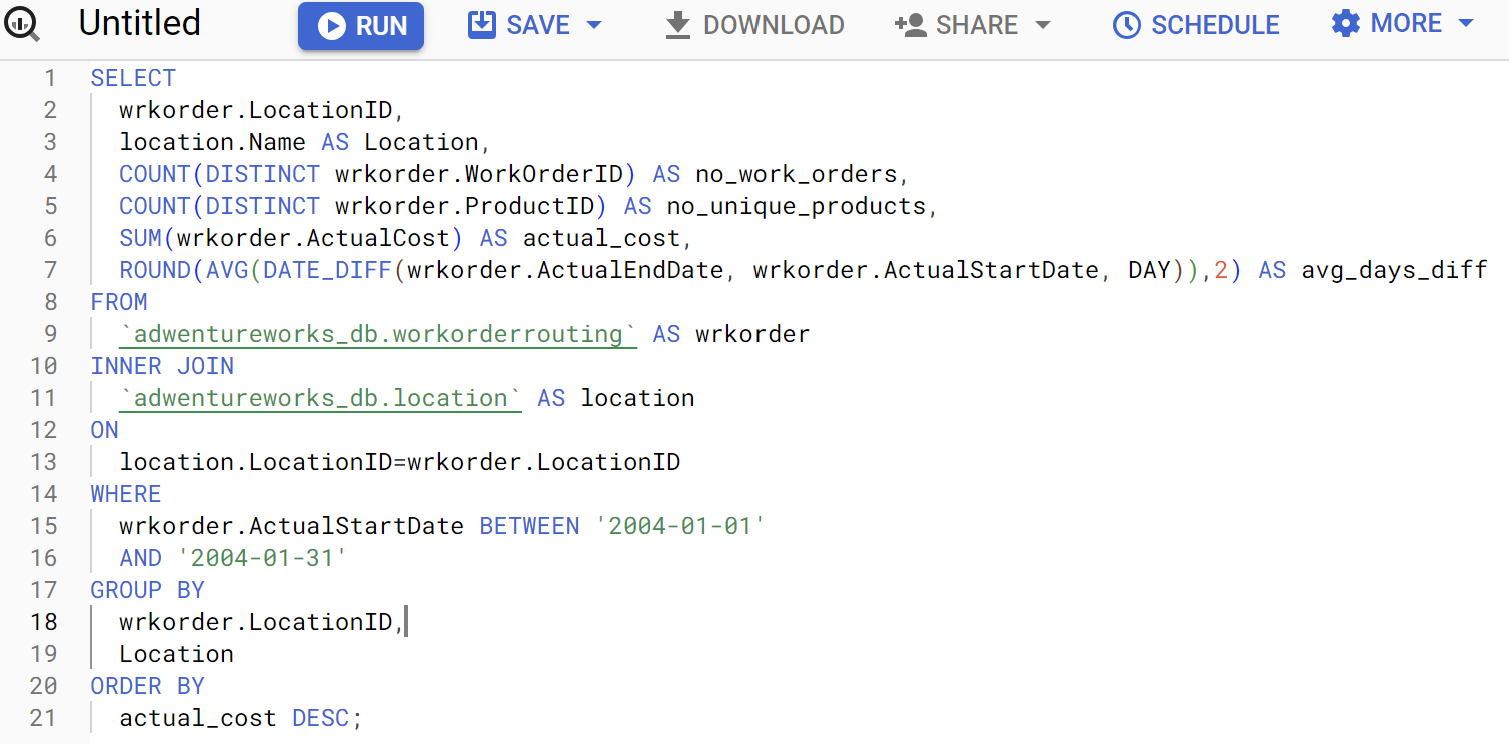 Untitled RUN SAVE DOWNLOAD SHARE SCHEDULE MORE
1 SELECT
2 wrkorder.LocationID,
3 location.Name AS Location,
4 COUNT(DISTINCT wrkorder.WorkOrderID) AS no_work_orders,
5 COUNT(DISTINCT wrkorder.ProductID) AS no_unique_products,
6 SUM(wrkorder.ActualCost) AS actual_cost,
7 ROUND(AVG(DATE_DIFF(wrkorder.ActualEndDate, wrkorder.ActualStartDate, DAY)),2) AS avg_days_diff
8 FROM
9 `adwentureworks_db.workorderrouting` AS wrkorder
10 INNER JOIN
11 `adwentureworks_db.location` AS location
12 ON
13 location.LocationID=wrkorder.LocationID
14 WHERE
15 wrkorder.ActualStartDate BETWEEN '2004-01-01'
16 AND '2004-01-31'
17 GROUP BY
18 wrkorder.LocationID,
19 Location
20 ORDER BY
21 actual_cost DESC;